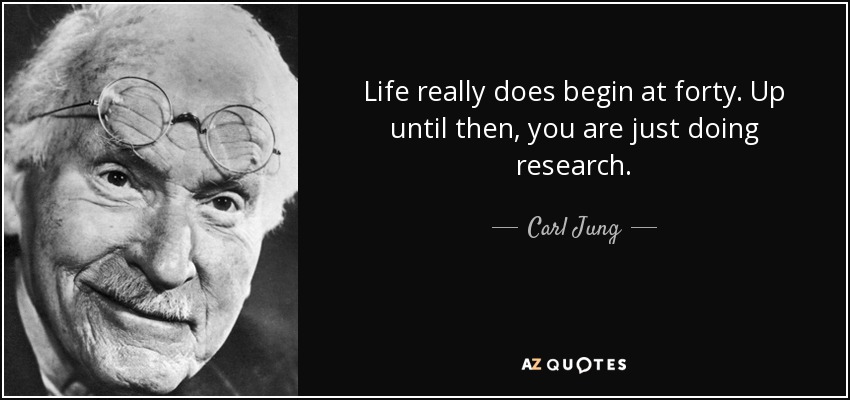 Life really does begin at forty. Up
until then, you are just doing
research.
Carl Jung
AZ QUOTES